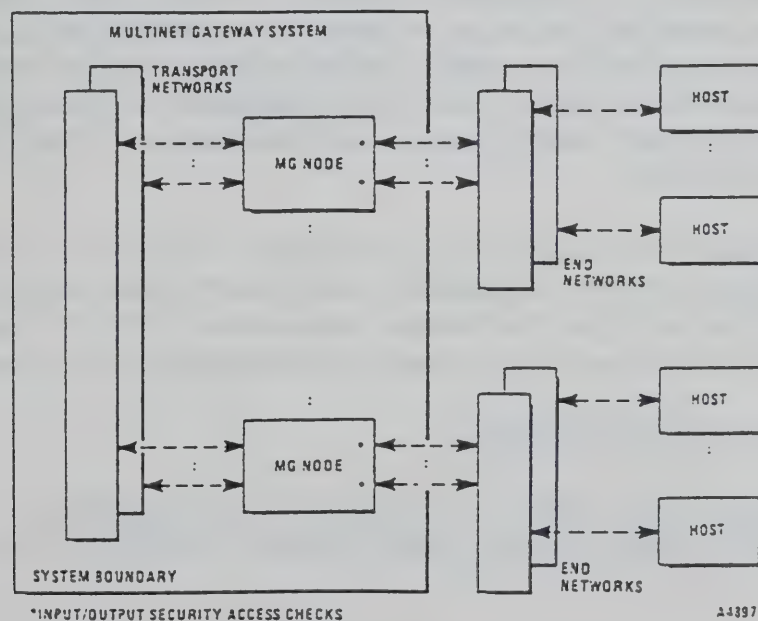 MULTINET GATEWAY SYSTEM
TRANSPORT
NETWORKS
MG NODE
HOST
HOST
END
NETWORKS
MG NODE
HOST
HOST
END
NETWORKS
SYSTEM BOUNDARY
*INPUT/OUTPUT SECURITY ACCESS CHECKS
A4397